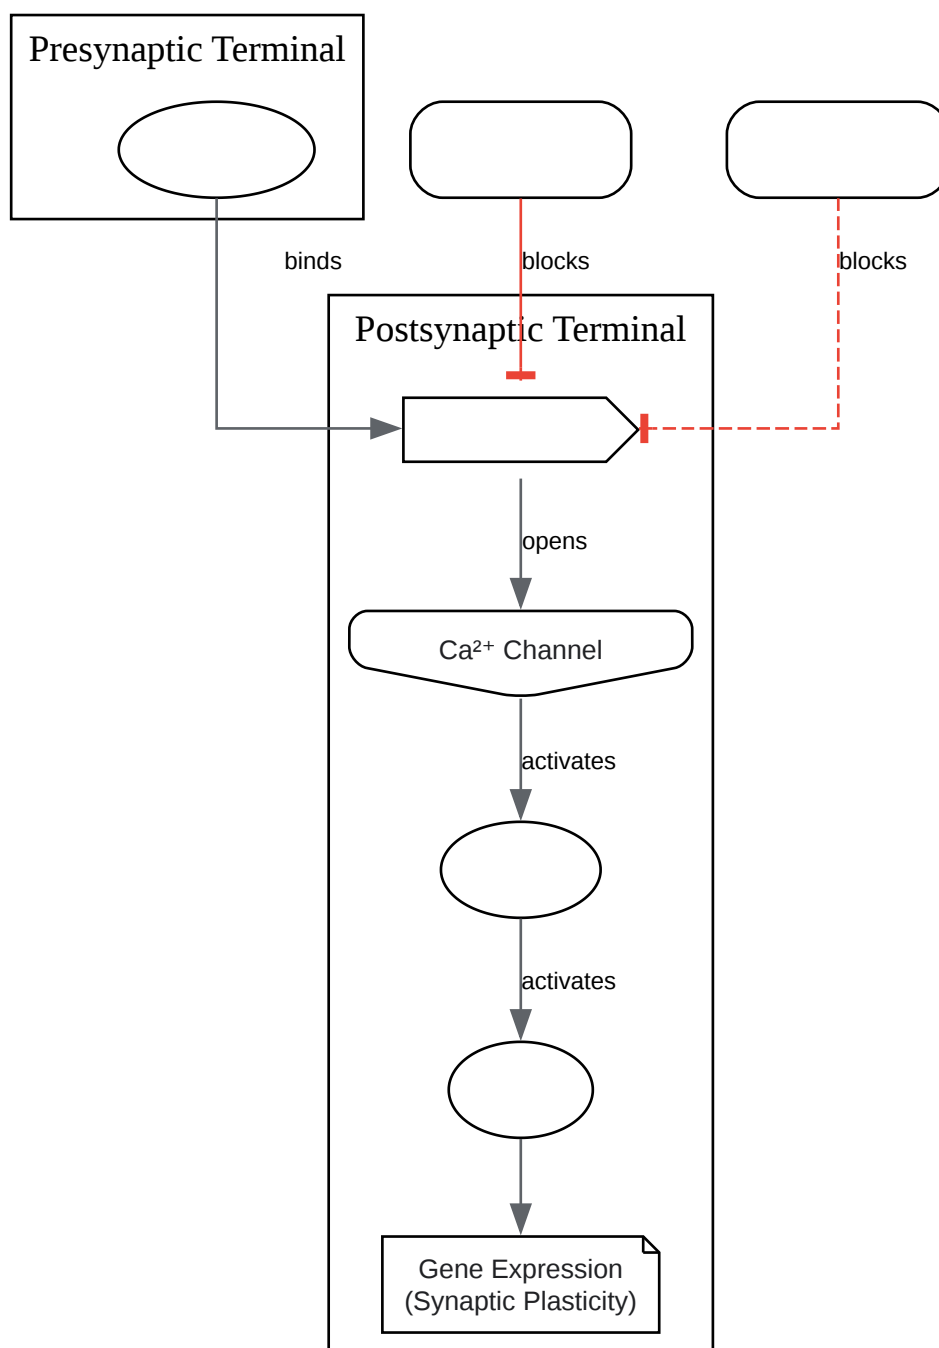 Presynaptic Terminal
binds
blocks
blocks
Postsynaptic Terminal
opens
Ca²⁺ Channel
activates
activates
Gene Expression
(Synaptic Plasticity)